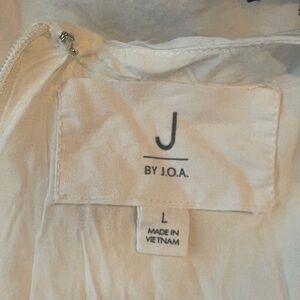 J
BY J.O.A.
L
MADE IN
VIETNAM